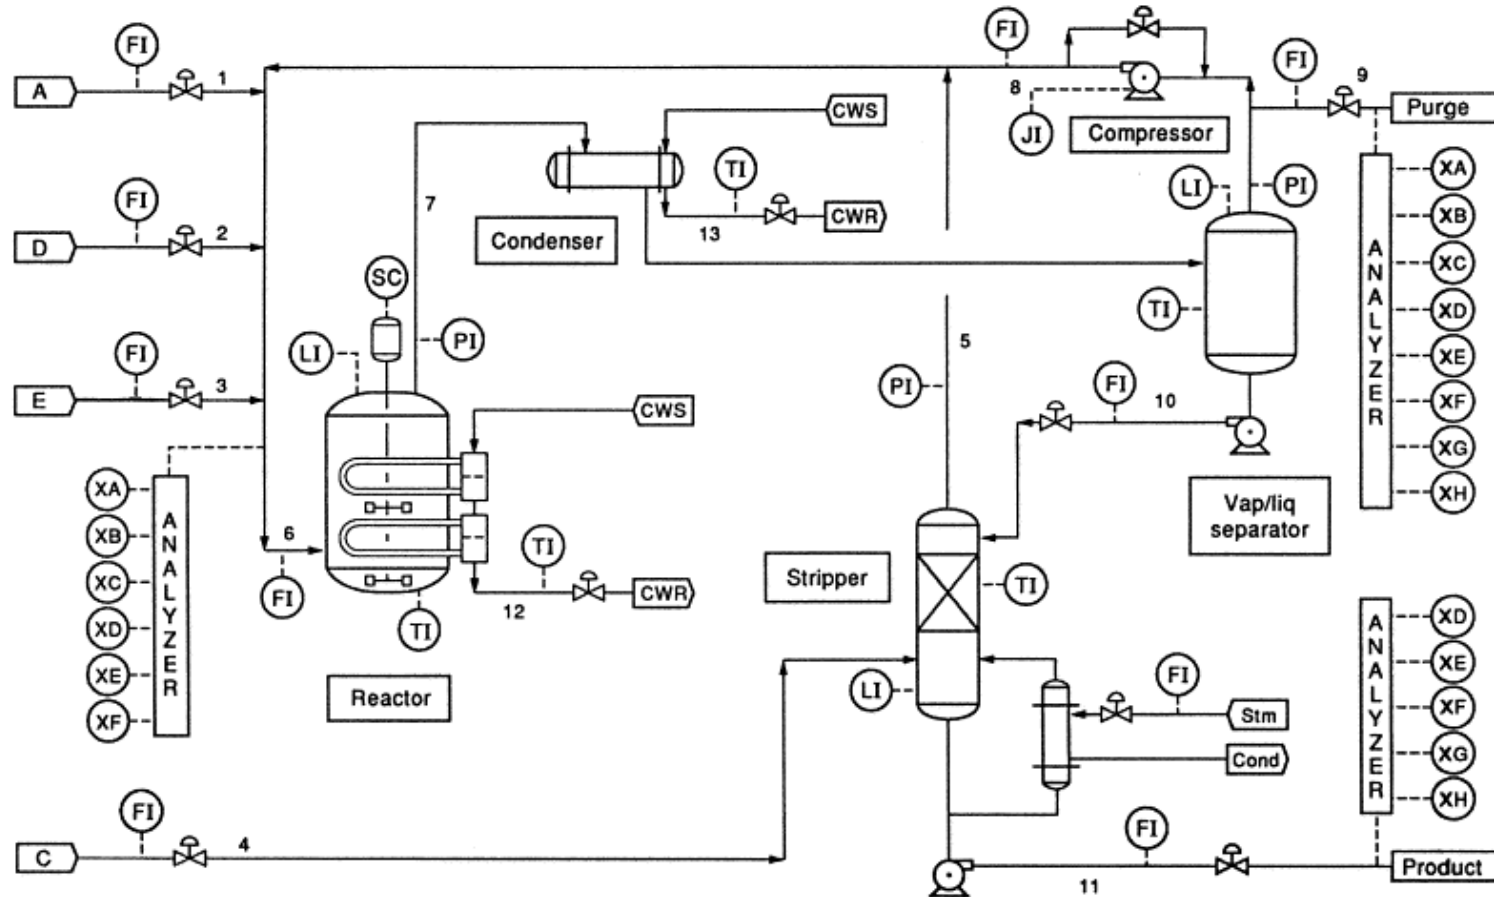 FI
FI
FI
9
A
1
8
Purge
JI
Compressor
CWS
XA
TI
LI
PI
FI
7
XB
CWR
D
2
Condenser
13
ANALYZER
XC
SC
TI
XD
PI
5
LI
XE
FI
PI
FI
E
3
10
XF
CWS
XG
XA
ANALYZER
XH
Vap/liq
separator
XB
6
TI
XC
Stripper
TI
FI
CWR
12
XD
TI
ANALYZER
XD
XE
XE
Reactor
LI
FI
XF
XF
Stm
Cond
XG
XH
FI
FI
C
4
Product
11